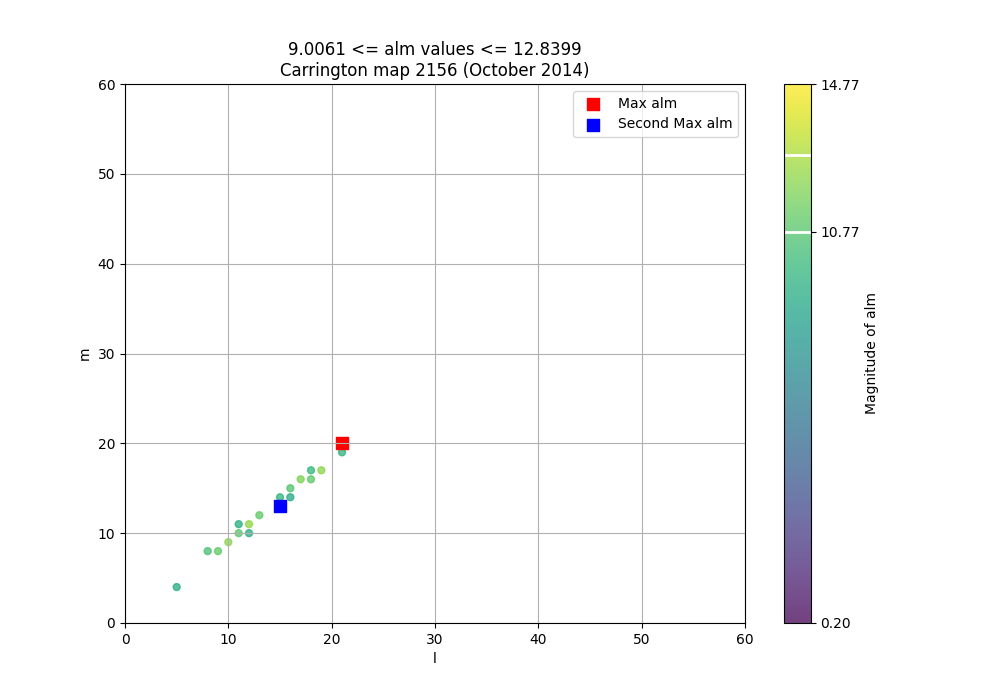 9.0061 <= alm values <= 12.8399
Carrington map 2156 (October 2014)
Max alm
Second Max alm
60
50
40
30
20
10
0
m
0 10 20 30 40 50 60
l
14.77
10.77
0.20
Magnitude of alm